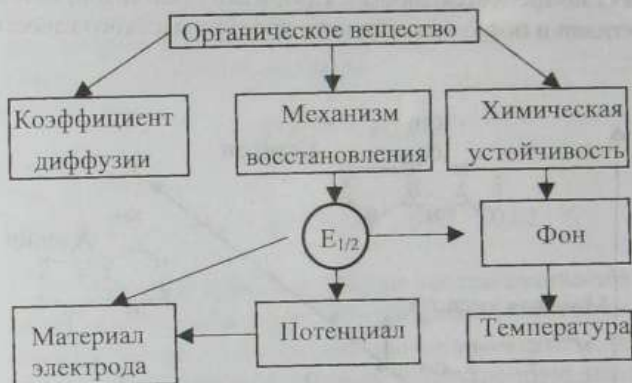 Органическое вещество
Коэффициент
диффузии
Механизм
восстановления
Химическая
устойчивость
E1/2
Фон
Материал
электрода
Потенциал
Температура